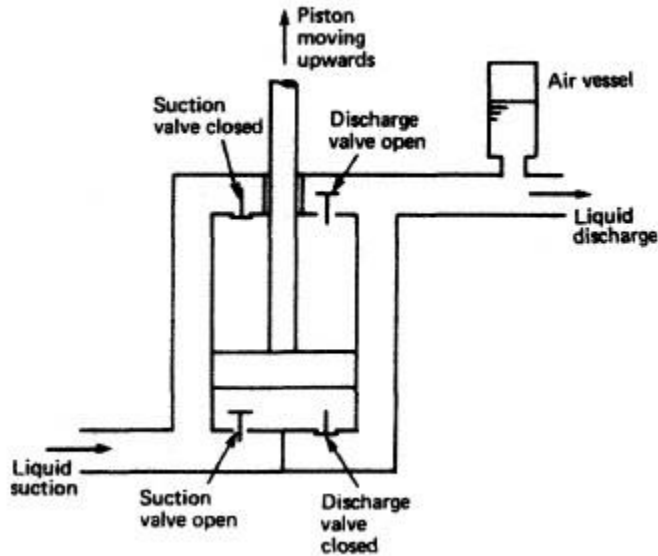 Piston
moving
upwards
Air vessel
Suction
valve closed
Discharge
valve open
Liquid
discharge
Liquid
suction
Suction
valve open
Discharge
valve
closed